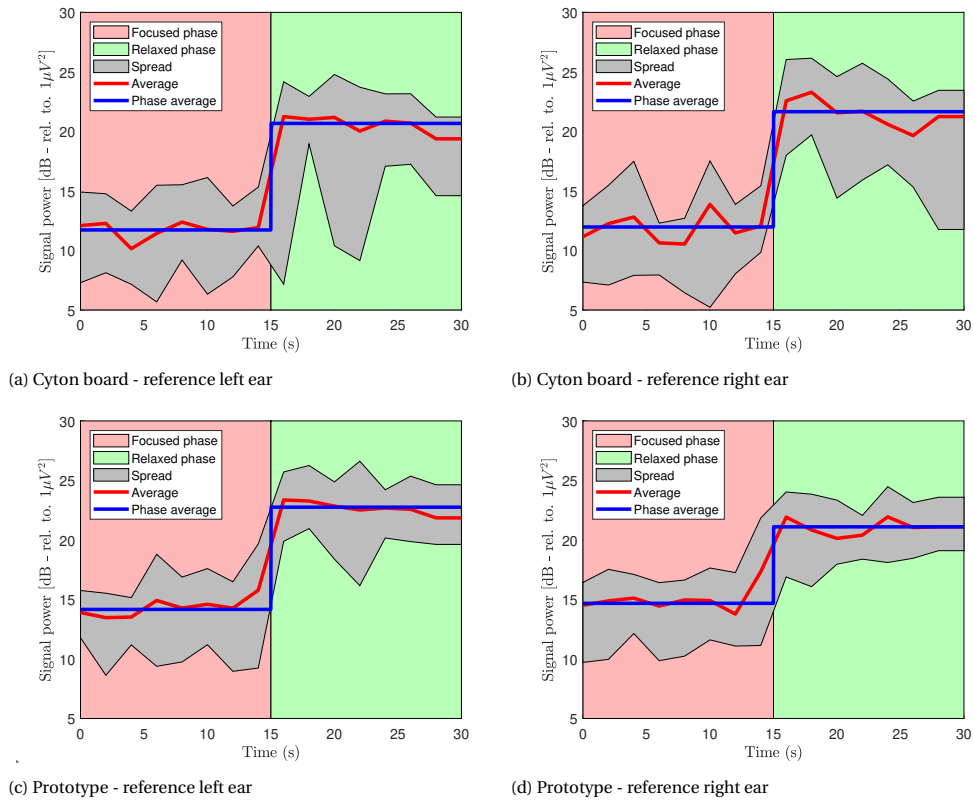 30
25
20
15
10
5
Signal power [dB - rel. to. 1μV²]
Focused phase
Relaxed phase
Spread
Average
Phase average
0 5 10 15 20 25 30
Time (s)
(a) Cyton board - reference left ear
30
25
20
15
10
5
Signal power [dB - rel. to. 1μV²]
Focused phase
Relaxed phase
Spread
Average
Phase average
0 5 10 15 20 25 30
Time (s)
(b) Cyton board - reference right ear
30
25
20
15
10
5
Signal power [dB - rel. to. 1μV²]
Focused phase
Relaxed phase
Spread
Average
Phase average
0 5 10 15 20 25 30
Time (s)
(c) Prototype - reference left ear
30
25
20
15
10
5
Signal power [dB - rel. to. 1μV²]
Focused phase
Relaxed phase
Spread
Average
Phase average
0 5 10 15 20 25 30
Time (s)
(d) Prototype - reference right ear